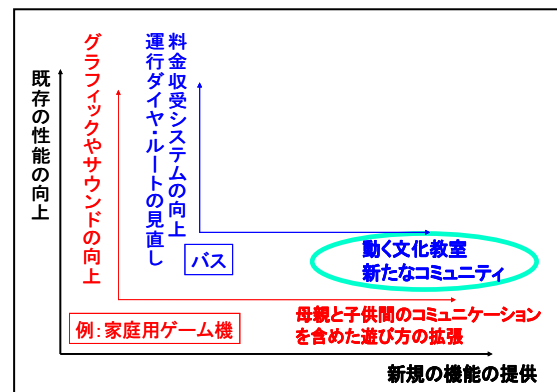 既存の性能の向上
グラフィックやサウンドの向上
料金収受システムの向上
運行ダイヤ・ルートの見直し
バス
動く文化教室
新たなコミュニティ
例:家庭用ゲーム機
母親と子供間のコミュニケーション
を含めた遊び方の拡張
新規の機能の提供